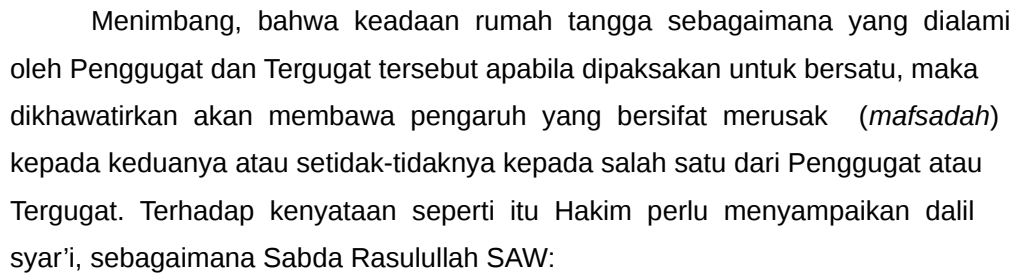 Menimbang, bahwa keadaan rumah tangga sebagaimana yang dialami
oleh Penggugat dan Tergugat tersebut apabila dipaksakan untuk bersatu, maka
dikhawatirkan akan membawa pengaruh yang bersifat merusak (mafsadah)
kepada keduanya atau setidak-tidaknya kepada salah satu dari Penggugat atau
Tergugat. Terhadap kenyataan seperti itu Hakim perlu menyampaikan dalil
syar’i, sebagaimana Sabda Rasulullah SAW: